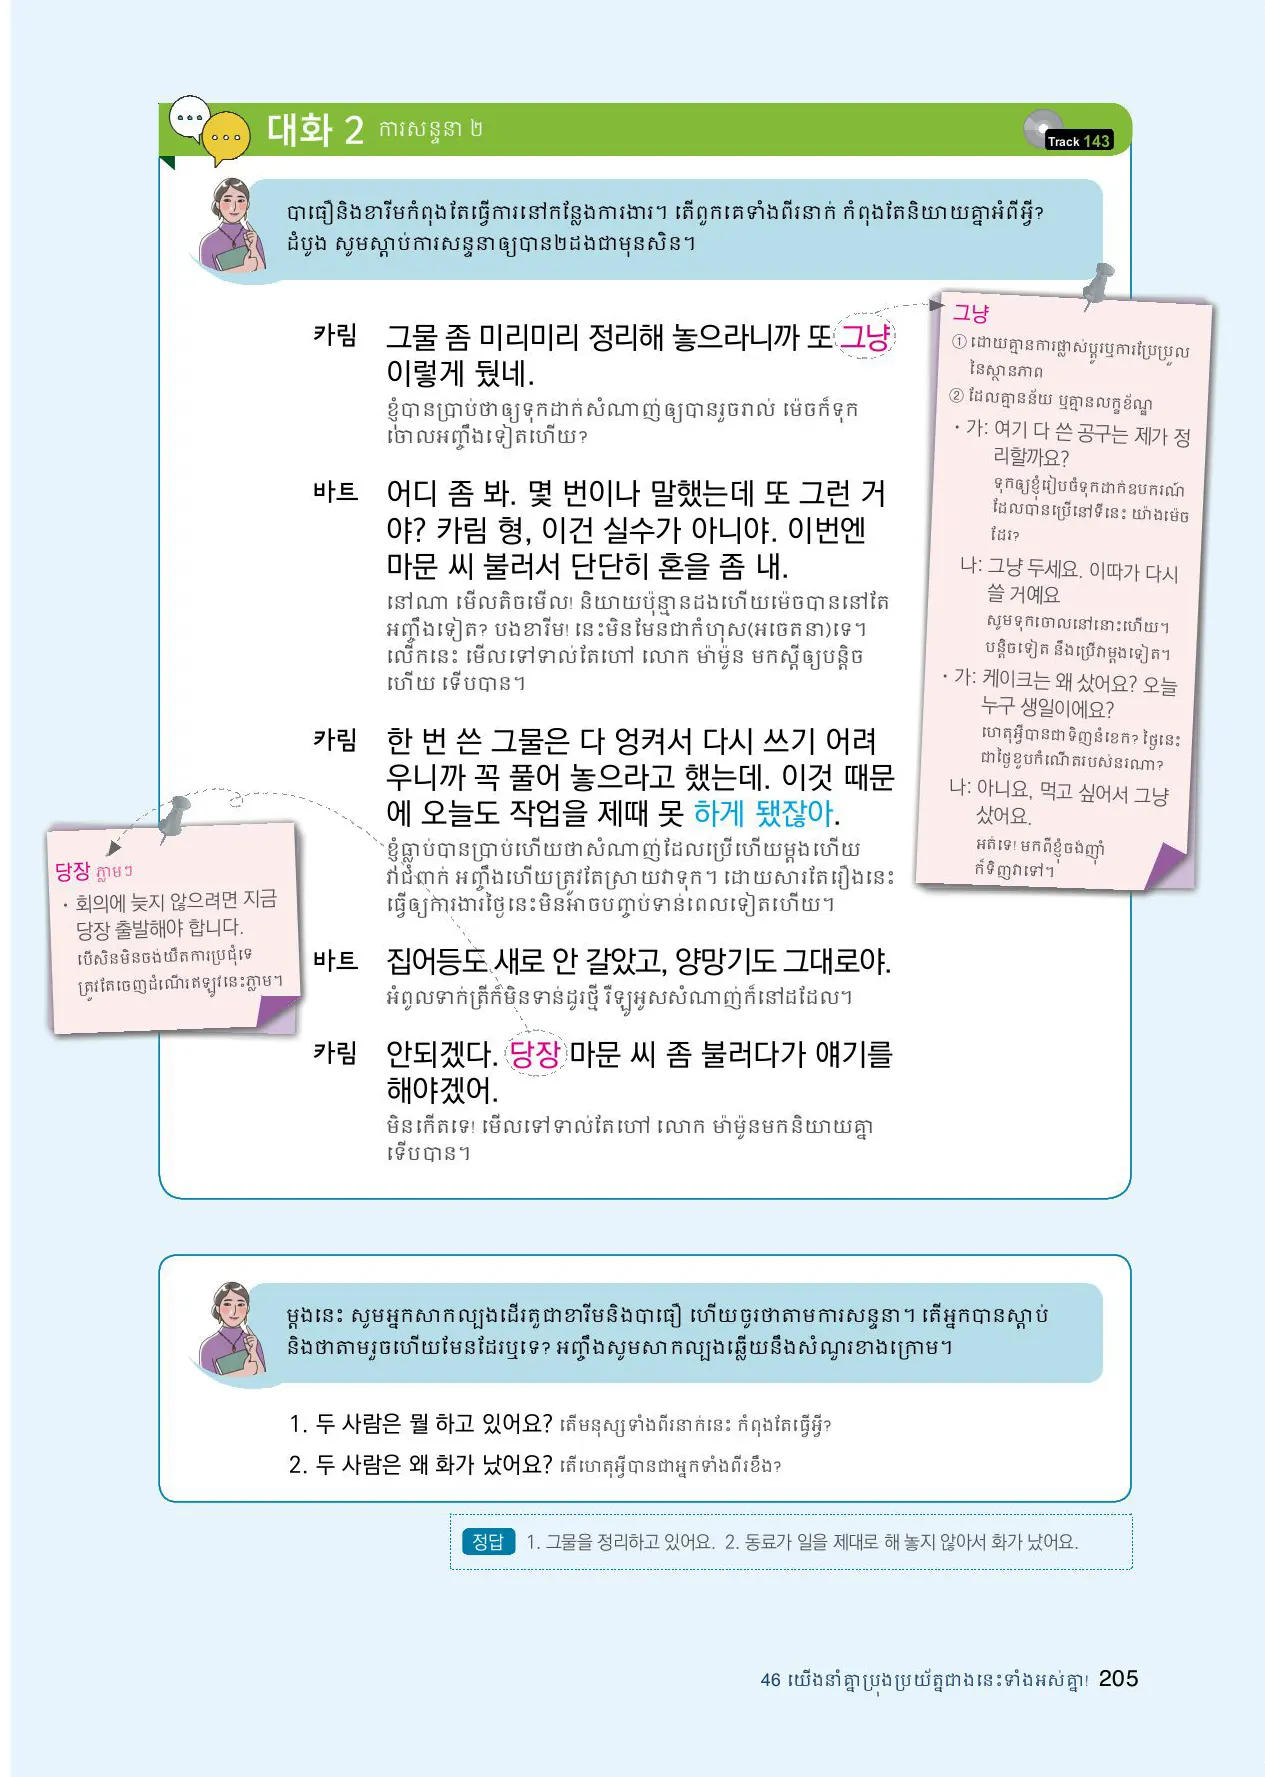 대화 2 ការសន្ទនា ២
Track 143
បាធឿនិងខារីមកំពុងតែធ្វើការនៅកន្លែងការងារ។ តើពួកគេទាំងពីរនាក់ កំពុងតែនិយាយគ្នាអំពីអ្វី?
ដំបូង សូមស្តាប់ការសន្ទនាឲ្យបាន២ដងជាមុនសិន។
카림 그물 좀 미리미리 정리해 놓으라니까 또 그냥
이렇게 뒀네.
ខ្ញុំបានប្រាប់ថាឲ្យទុកដាក់សំណាញ់ឲ្យបានរួចរាល់ ម៉េចក៏ទុក
ចោលអញ្ចឹងទៀតហើយ?
바트 어디 좀 봐. 몇 번이나 말했는데 또 그런 거
야? 카림 형, 이건 실수가 아니야. 이번엔
마문 씨 불러서 단단히 혼을 좀 내.
នៅណា មើលតិចមើល! និយាយប៉ុន្មានដងហើយម៉េចបាននៅតែ
អញ្ចឹងទៀត? បងខារីម! នេះមិនមែនជាកំហុស(អចេតនា)ទេ។
លើកនេះ មើលទៅទាល់តែហៅ លោក ម៉ាម៉ូន មកស្តីឲ្យបន្តិច
ហើយ ទើបបាន។
카림 한 번 쓴 그물은 다 엉켜서 다시 쓰기 어려
우니까 꼭 풀어 놓으라고 했는데. 이것 때문
에 오늘도 작업을 제때 못 하게 됐잖아.
ខ្ញុំធ្លាប់បានប្រាប់ហើយថាសំណាញ់ដែលប្រើហើយម្តងហើយ
វាជំពាក់ អញ្ចឹងហើយត្រូវតែស្រាយវាទុក។ ដោយសារតែរឿងនេះ
ធ្វើឲ្យការងារថ្ងៃនេះមិនអាចបញ្ចប់ទាន់ពេលទៀតហើយ។
바트 집어등도 새로 안 갈았고, 양망기도 그대로야.
អំពូលទាក់ត្រីក៏មិនទាន់ដូរថ្មី រឺឡូអូសសំណាញ់ក៏នៅដដែល។
카림 안되겠다. 당장 마문 씨 좀 불러다가 얘기를
해야겠어.
មិនកើតទេ! មើលទៅទាល់តែហៅ លោក ម៉ាម៉ូនមកនិយាយគ្នា
ទើបបាន។
그냥
① ដោយគ្មានការផ្លាស់ប្តូរឬការប្រែប្រួល
នៃស្ថានភាព
② ដែលគ្មានន័យ ឬគ្មានលក្ខខ័ណ្ឌ
・가: 여기 다 쓴 공구는 제가 정
리할까요?
ទុកឲ្យខ្ញុំរៀបចំទុកដាក់ឧបករណ៍
ដែលបានប្រើនៅទីនេះ យ៉ាងម៉េច
ដែរ?
나: 그냥 두세요. 이따가 다시
쓸 거예요
សូមទុកចោលនៅនោះហើយ។
បន្តិចទៀត នឹងប្រើវាម្តងទៀត។
・가: 케이크는 왜 샀어요? 오늘
누구 생일이에요?
ហេតុអ្វីបានជាទិញនំខេក? ថ្ងៃនេះ
ជាថ្ងៃខួបកំណើតរបស់នរណា?
나: 아니요, 먹고 싶어서 그냥
샀어요.
អត់ទេ! មកពីខ្ញុំចង់ញ៉ាំ
ក៏ទិញវាទៅ។
당장 ភ្លាមៗ
・회의에 늦지 않으려면 지금
당장 출발해야 합니다.
បើសិនមិនចង់យឺតការប្រជុំទេ
ត្រូវតែចេញដំណើរឥឡូវនេះភ្លាម។
ម្តងនេះ សូមអ្នកសាកល្បងដើរតួជាខារីមនិងបាធឿ ហើយចូរថាតាមការសន្ទនា។ តើអ្នកបានស្តាប់
និងថាតាមរួចហើយមែនដែរឬទេ? អញ្ចឹងសូមសាកល្បងឆ្លើយនឹងសំណួរខាងក្រោម។
1. 두 사람은 뭘 하고 있어요? តើមនុស្សទាំងពីរនាក់នេះ កំពុងតែធ្វើអ្វី?
2. 두 사람은 왜 화가 났어요? តើហេតុអ្វីបានជាអ្នកទាំងពីរខឹង?
정답 1. 그물을 정리하고 있어요. 2. 동료가 일을 제대로 해 놓지 않아서 화가 났어요.
46 យើងនាំគ្នាប្រុងប្រយ័ត្នជាងនេះទាំងអស់គ្នា! 205